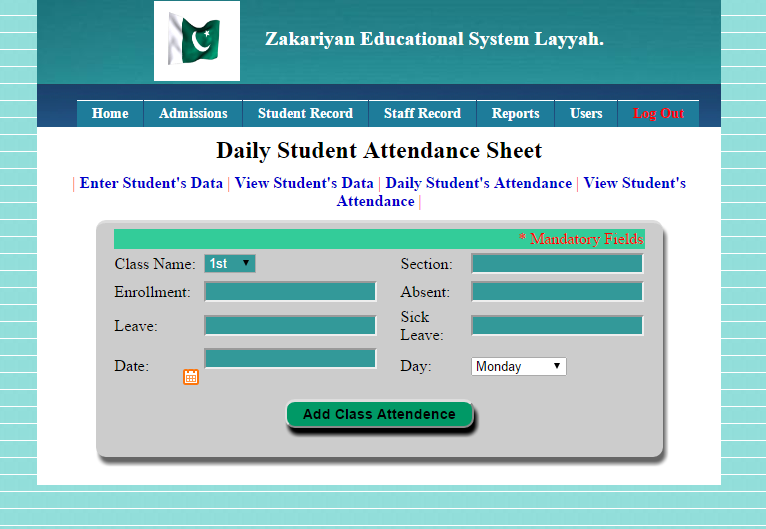 Zakariyan Educational System Layyah.
Home Admissions Student Record Staff Record Reports Users Log Out
Daily Student Attendance Sheet
| Enter Student's Data | View Student's Data | Daily Student's Attendance | View Student's
Attendance |
* Mandatory Fields
Class Name: 1st Section:
Enrollment: Absent:
Leave: Sick
Leave:
Date: Day: Monday
Add Class Attendence